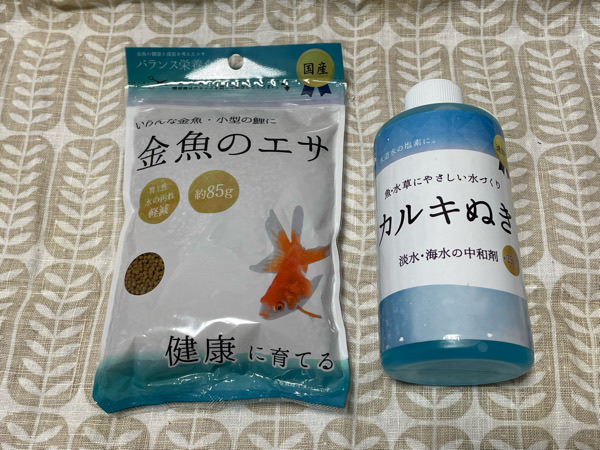 バランス栄養
国産
いろんな金魚・小型の鯉に
金魚のエサ
水の汚れ
軽減
約85g
健康に育てる
魚・水草にやさしい水づくり
カルキぬき
淡水・海水の中和剤